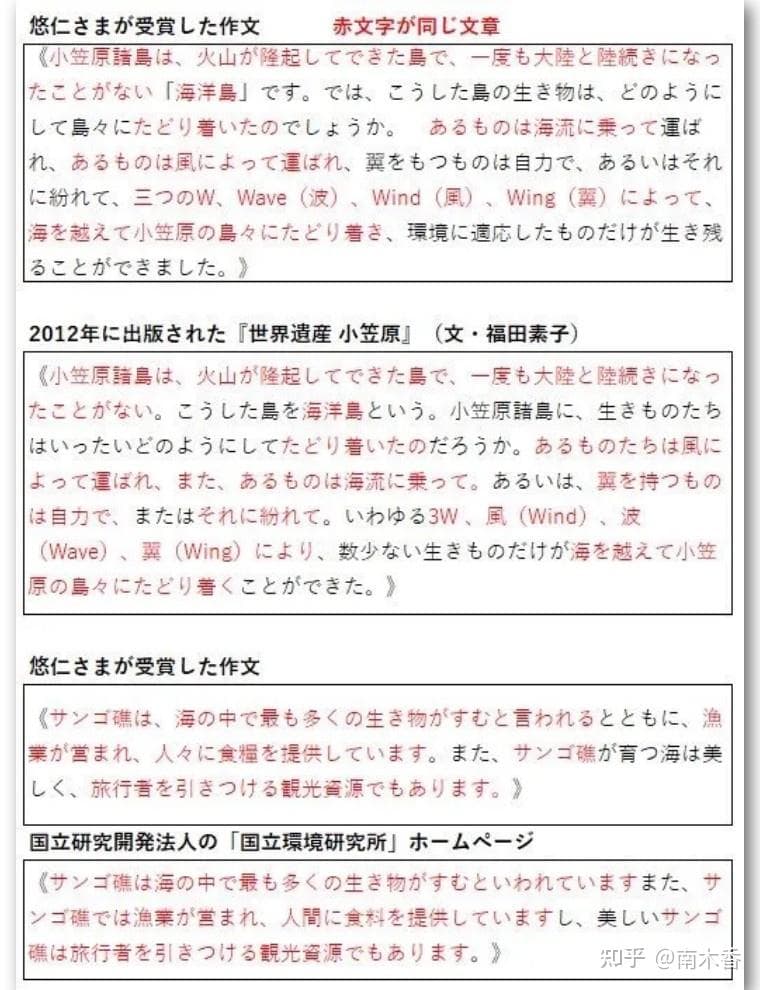 悠仁さまが受賞した作文　赤文字が同じ文章
《小笠原諸島は、火山が隆起してできた島で、一度も大陸と陸続きになっ
たことがない「海洋島」です。では、こうした島の生き物は、どのように
して島々にたどり着いたのでしょうか。　あるものは海流に乗って運ば
れ、あるものは風によって運ばれ、翼をもつものは自力で、あるいはそれ
に紛れて、三つのW、Wave（波）、Wind（風）、Wing（翼）によって、
海を越えて小笠原の島々にたどり着き、環境に適応したものだけが生き残
ることができました。》
2012年に出版された『世界遺産 小笠原』（文・福田素子）
《小笠原諸島は、火山が隆起してできた島で、一度も大陸と陸続きになっ
たことがない。こうした島を海洋島という。小笠原諸島に、生きものたち
はいったいどのようにしてたどり着いたのだろうか。あるものたちは風に
よって運ばれ、また、あるものは海流に乗って。あるいは、翼を持つもの
は自力で、またはそれに紛れて。いわゆる3W 、風（Wind）、波
（Wave）、翼（Wing）により、数少ない生きものだけが海を越えて小笠
原の島々にたどり着くことができた。》
悠仁さまが受賞した作文
《サンゴ礁は、海の中で最も多くの生き物がすむと言われるとともに、漁
業が営まれ、人々に食糧を提供しています。また、サンゴ礁が育つ海は美
しく、旅行者を引きつける観光資源でもあります。》
国立研究開発法人の「国立環境研究所」ホームページ
《サンゴ礁は海の中で最も多くの生き物がすむといわれていますまた、サ
ンゴ礁では漁業が営まれ、人間に食料を提供していますし、美しいサンゴ
礁は旅行者を引きつける観光資源でもあります。》
知乎 @南木香